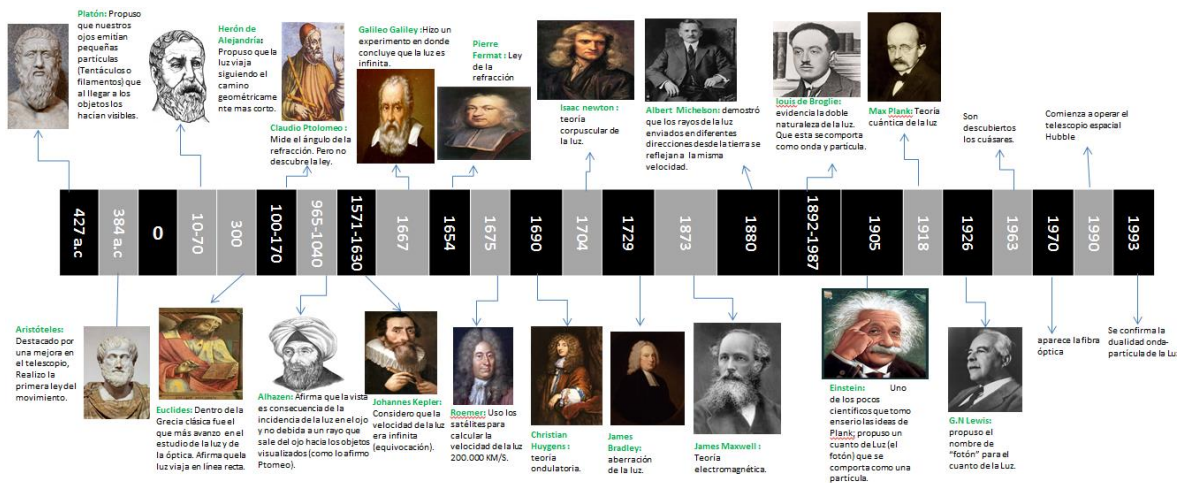 Platón: Propuso
que nuestros
ojos emitían
pequeñas
partículas
(Tentáculos o
filamentos) que
al llegar a los
objetos los
hacían visibles.
Herón de
Alejandría:
Propuso que la
luz viaja
siguiendo el
camino
geométricame
nte mas corto.
Claudio Ptolomeo :
Mide el ángulo de la
refracción. Pero no
descubre la ley.
Galileo Galiley : Hizo un
experimento en donde
concluye que la luz es
infinita.
Pierre
Fermat : Ley
de la
refracción
Isaac newton :
teoría
corpuscular de
la luz.
Albert Michelson: demostró
que los rayos de la luz
enviados en diferentes
direcciones desde la tierra se
reflejan a la misma
velocidad.
louis de Broglie:
evidencia la doble
naturaleza de la luz.
Que esta se comporta
como onda y partícula.
Max Plank: Teoría
cuántica de la luz
Son
descubiertos
los cuásares.
Comienza a operar el
telescopio espacial
Hubble
427 a.c
384 a.c
0
10-70
300
100-170
965-1040
1571-1630
1667
1654
1675
1690
1704
1729
1873
1880
1892-1987
1905
1918
1926
1963
1970
1990
1993
Aristóteles:
Destacado por
una mejora en
el telescopio,
Realizo la
primera ley del
movimiento.
Euclides: Dentro de la
Grecia clásica fue el
que más avanzo en el
estudio de la luz y de
la óptica. Afirma que la
luz viaja en línea recta.
Alhazen: Afirma que la vista
es consecuencia de la
incidencia de la luz en el ojo
y no debida a un rayo que
sale del ojo hacia los objetos
visualizados (como lo afirmo
Ptomeo).
Johannes Kepler:
Considero que la
velocidad de la luz
era infinita
(equivocación).
Roemer: Uso los
satélites para
calcular la
velocidad de la luz
200.000 KM/S.
Christian
Huygens :
teoría
ondulatoria.
James
Bradley:
aberración
de la luz.
James Maxwell :
Teoría
electromagnética.
Einstein: Uno
de los pocos
científicos que tomo
enserio las ideas de
Plank; propuso un
cuanto de Luz (el
fotón) que se
comporta como una
partícula.
G.N Lewis:
propuso el
nombre de
"fotón" para el
cuanto de la Luz.
aparece la fibra
óptica
Se confirma la
dualidad onda-
partícula de la Luz